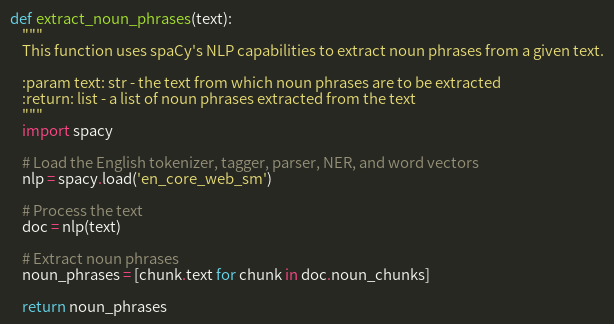 def extract_noun_phrases(text):
    """
    This function uses spaCy's NLP capabilities to extract noun phrases from a given text.

    :param text: str - the text from which noun phrases are to be extracted
    :return: list - a list of noun phrases extracted from the text
    """
    import spacy

    # Load the English tokenizer, tagger, parser, NER, and word vectors
    nlp = spacy.load('en_core_web_sm')

    # Process the text
    doc = nlp(text)

    # Extract noun phrases
    noun_phrases = [chunk.text for chunk in doc.noun_chunks]

    return noun_phrases